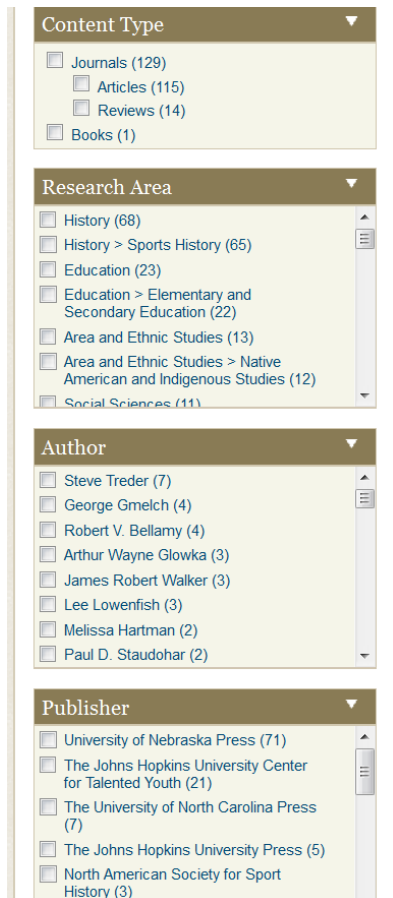 Content Type
Journals (129)
Articles (115)
Reviews (14)
Books (1)
Research Area
History (68)
History > Sports History (65)
Education (23)
Education > Elementary and
Secondary Education (22)
Area and Ethnic Studies (13)
Area and Ethnic Studies > Native
American and Indigenous Studies (12)
Social Sciences (11)
Author
Steve Treder (7)
George Gmelch (4)
Robert V. Bellamy (4)
Arthur Wayne Glowka (3)
James Robert Walker (3)
Lee Lowenfish (3)
Melissa Hartman (2)
Paul D. Staudohar (2)
Publisher
University of Nebraska Press (71)
The Johns Hopkins University Center
for Talented Youth (21)
The University of North Carolina Press
(7)
The Johns Hopkins University Press (5)
North American Society for Sport
History (3)